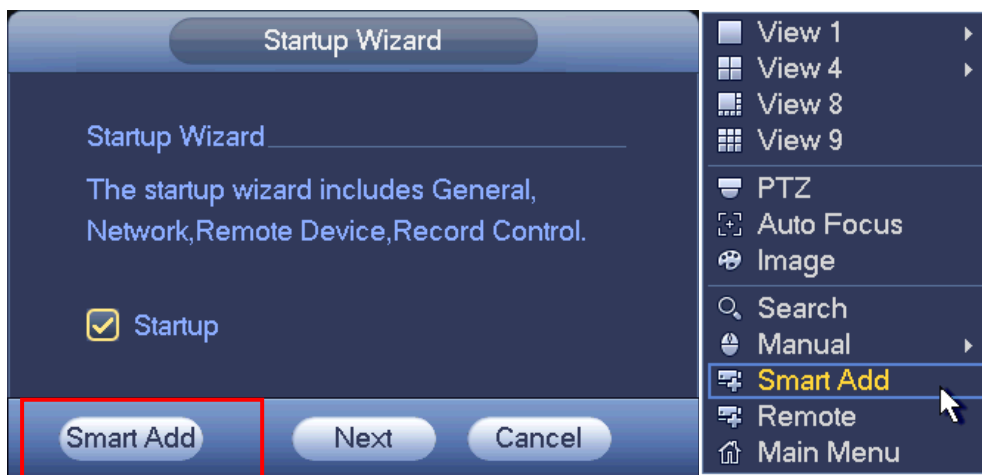 Startup Wizard
Startup Wizard
The startup wizard includes General,
Network,Remote Device,Record Control.
Startup
Smart Add Next Cancel
View 1
View 4
View 8
View 9
PTZ
Auto Focus
Image
Search
Manual
Smart Add
Remote
Main Menu